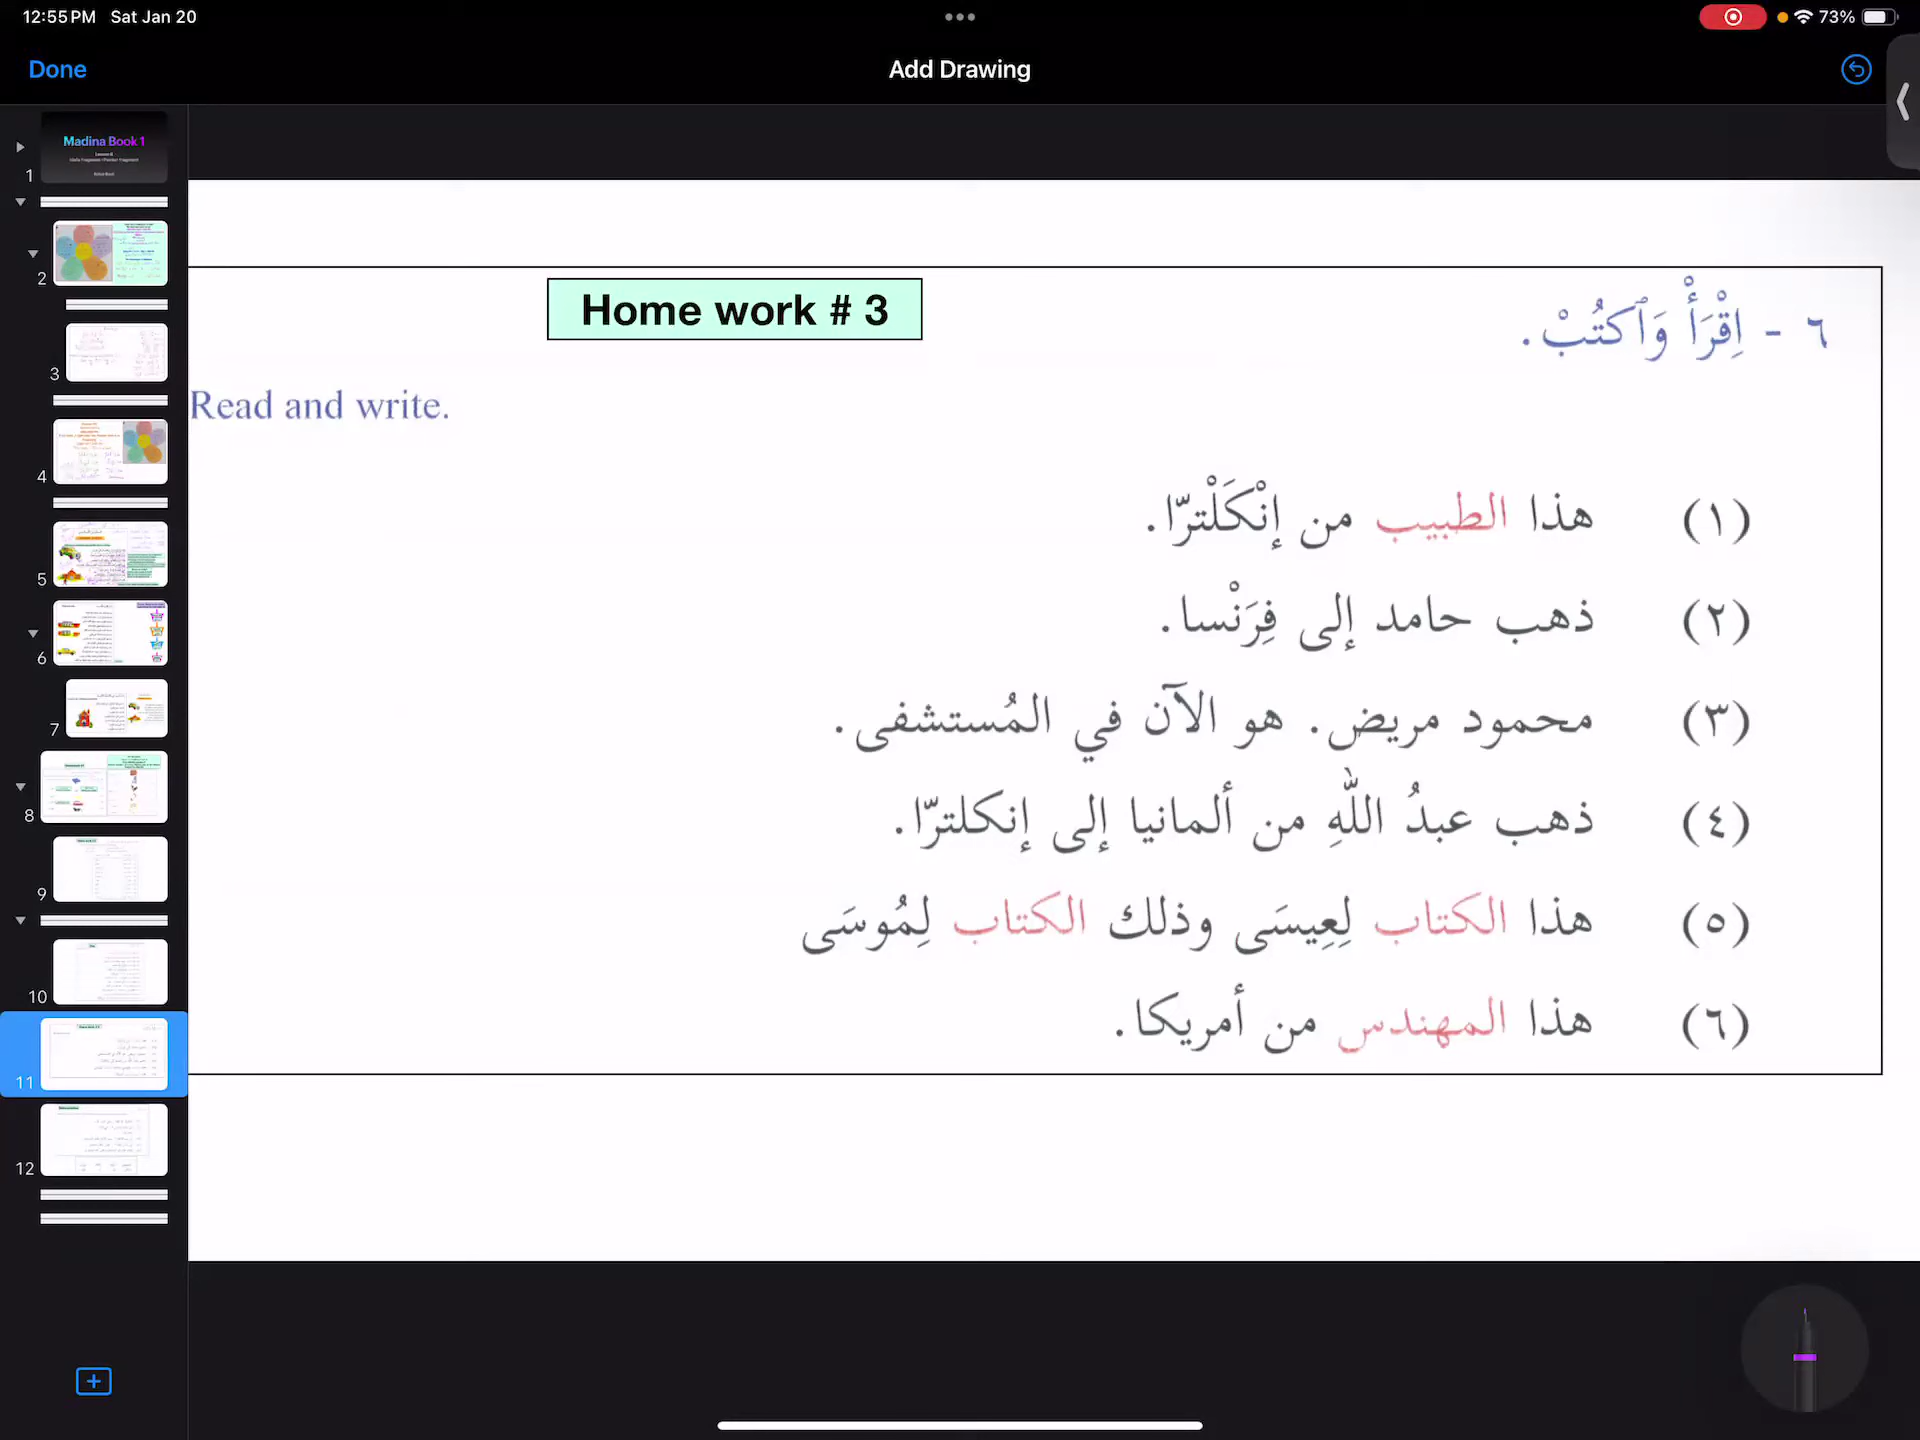 12:55 PM Sat Jan 20
73%
Done
Add Drawing
Madina Book 1
1
2
3
4
5
6
7
8
9
10
11
12
Home work # 3
٦ - اِقْرَأْ وَٱكتُبْ .
Read and write.
(١) هذا الطبيب من إنْكَلْترّا.
(٢) ذهب حامد إلى فِرَنْسا.
(٣) محمود مريض. هو الآن في المُستشفى.
(٤) ذهب عبدُ اللّٰهِ من ألمانيا إلى إنكلترّا.
(٥) هذا الكتاب لِعِيسَى وذلك الكتاب لِمُوسَى
(٦) هذا المهندس من أمريكا.